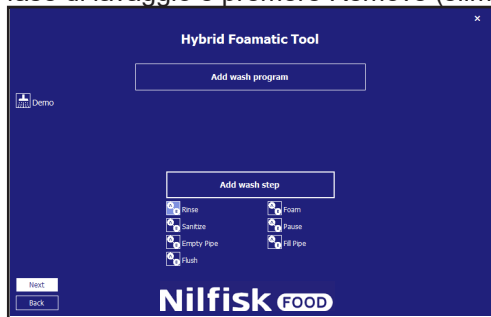 Hybrid Foamatic Tool
×
Add wash program
Demo
Add wash step
Rinse
Foam
Sanitize
Pause
Empty Pipe
Fill Pipe
Flush
Next
Back
Nilfisk FOOD